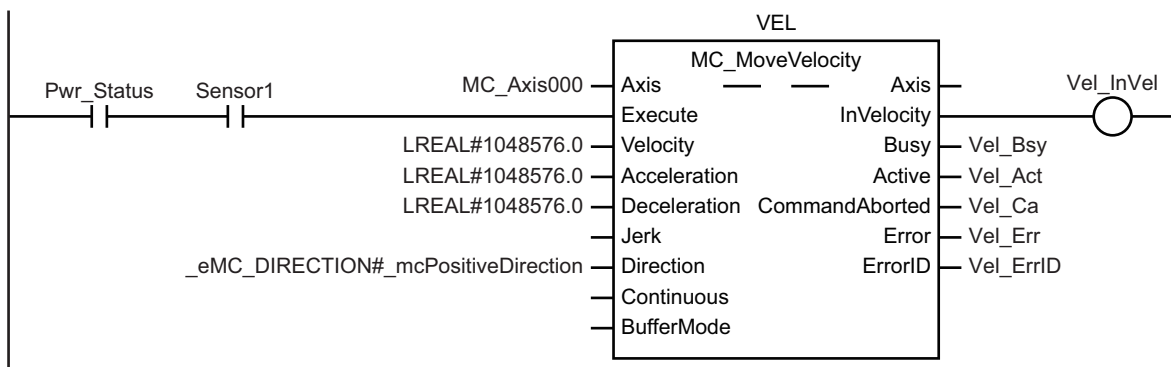 VEL
MC_MoveVelocity
Pwr_Status Sensor1 MC_Axis000 Axis Axis Vel_InVel
Execute InVelocity
LREAL#1048576.0 Velocity Busy Vel_Bsy
LREAL#1048576.0 Acceleration Active Vel_Act
LREAL#1048576.0 Deceleration CommandAborted Vel_Ca
Jerk Error Vel_Err
_eMC_DIRECTION#_mcPositiveDirection Direction ErrorID Vel_ErrID
Continuous
BufferMode